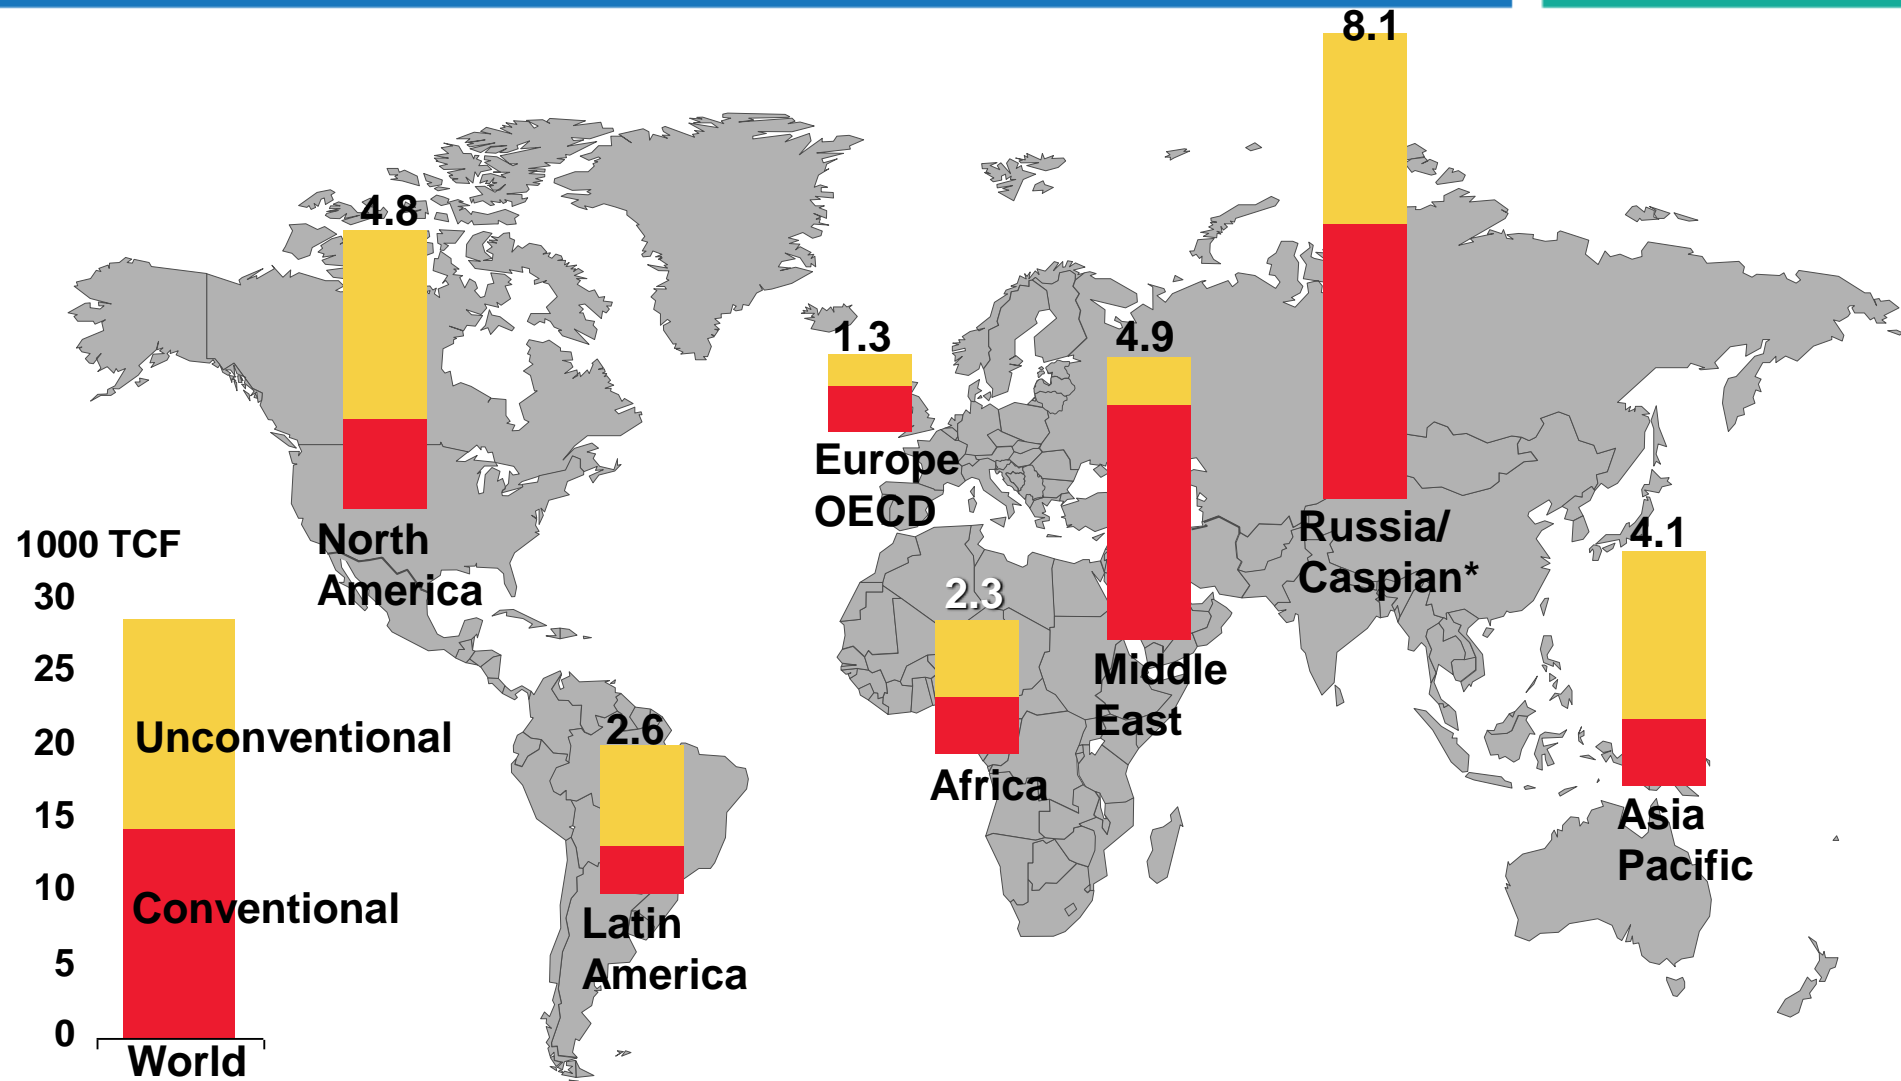 8.1
4.8
1.3
4.9
Europe
OECD
Russia/
Caspian*
North
America
4.1
2.3
Middle
East
2.6
Africa
Asia
Pacific
Latin
America
1000 TCF
30
25
20
15
10
5
0
Unconventional
Conventional
World